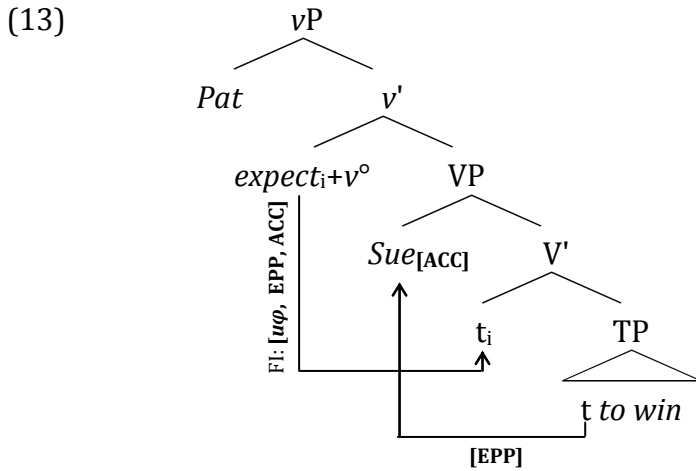 (13) vP
Pat v'
expectᵢ+v° VP
Sue[ACC] V'
FI: [uφ, EPP, ACC]
tᵢ TP
t to win
[EPP]